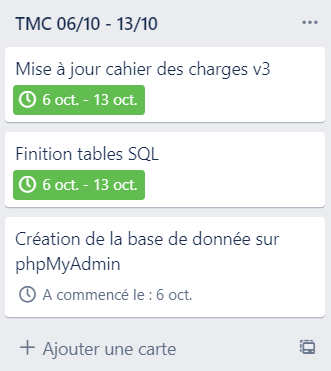 TMC 06/10 - 13/10
Mise à jour cahier des charges v3
6 oct. - 13 oct.
Finition tables SQL
6 oct. - 13 oct.
Création de la base de donnée sur
phpMyAdmin
A commencé le : 6 oct.
Ajouter une carte